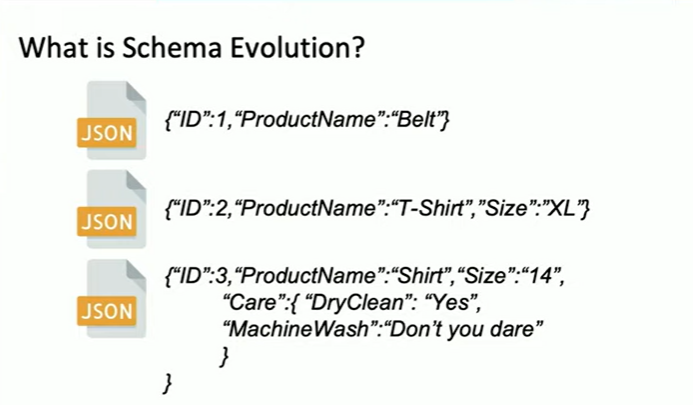 What is Schema Evolution?
JSON
{“ID”:1,“ProductName”:“Belt”}
JSON
{“ID”:2,“ProductName”:“T-Shirt”,”Size”:”XL”}
JSON
{“ID”:3,“ProductName”:“Shirt”,“Size”:“14”,
“Care”:{ “DryClean”: “Yes”,
“MachineWash”:“Don’t you dare”
}
}